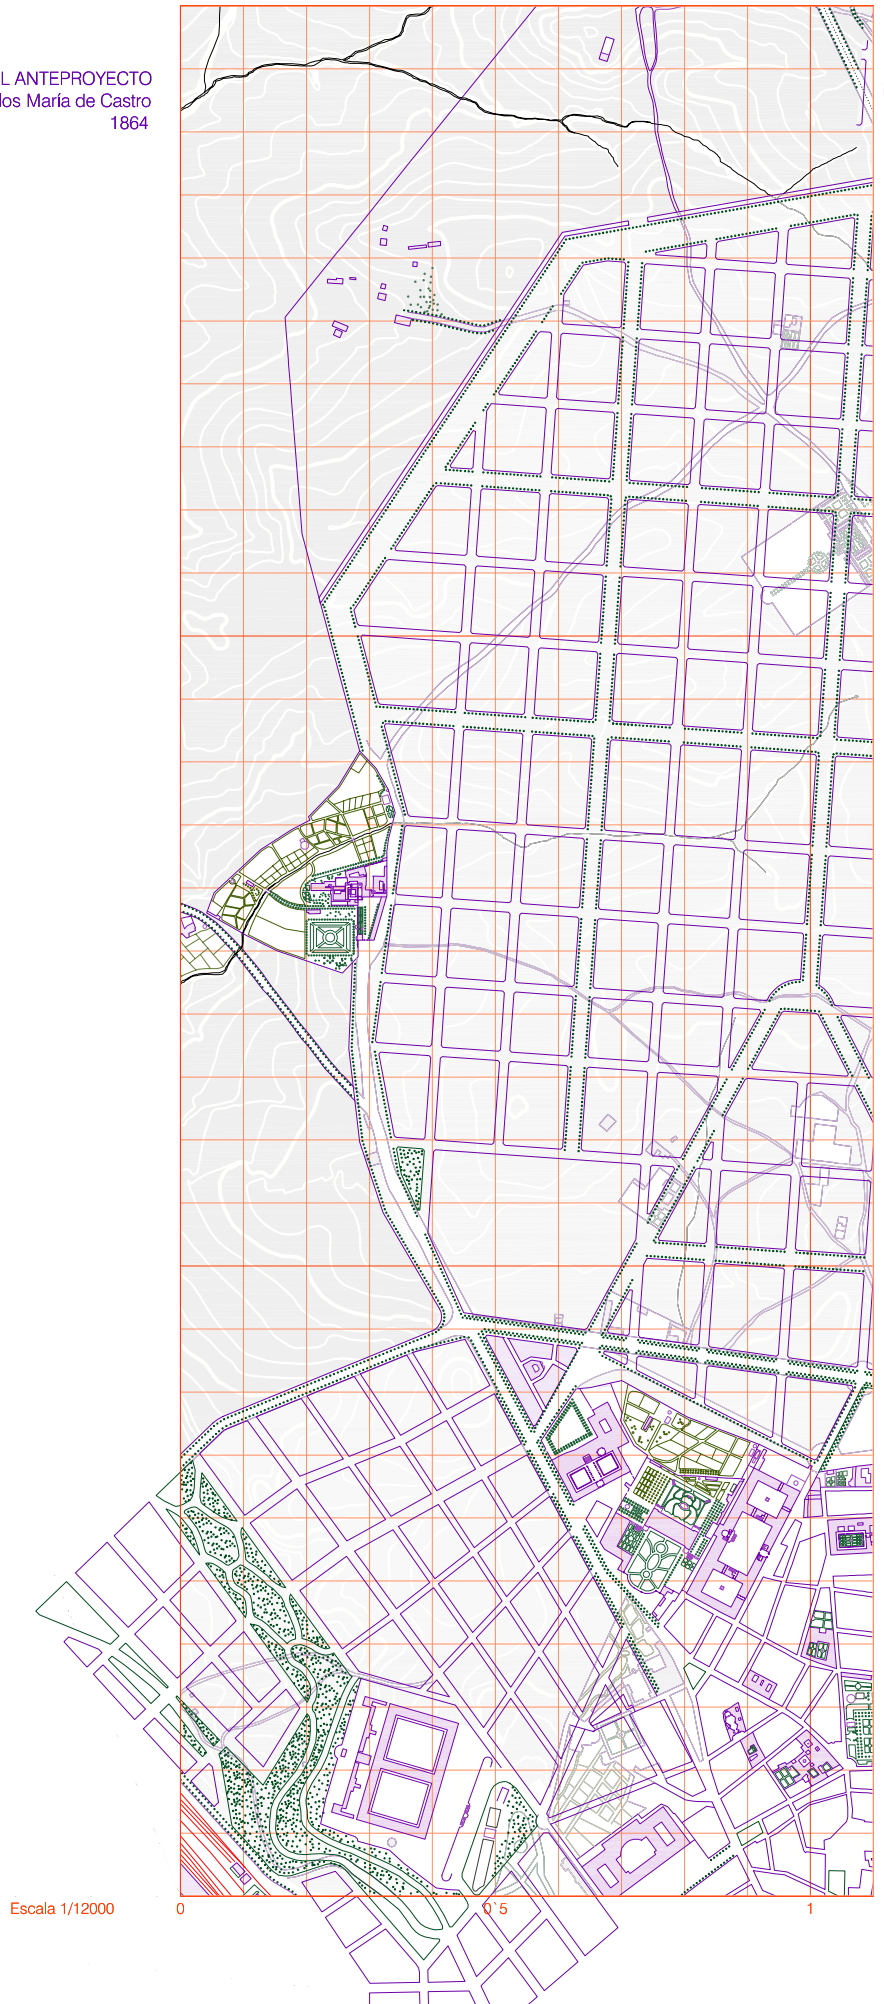 L ANTEPROYECTO
los María de Castro
1864
Escala 1/12000
0
0`5
1